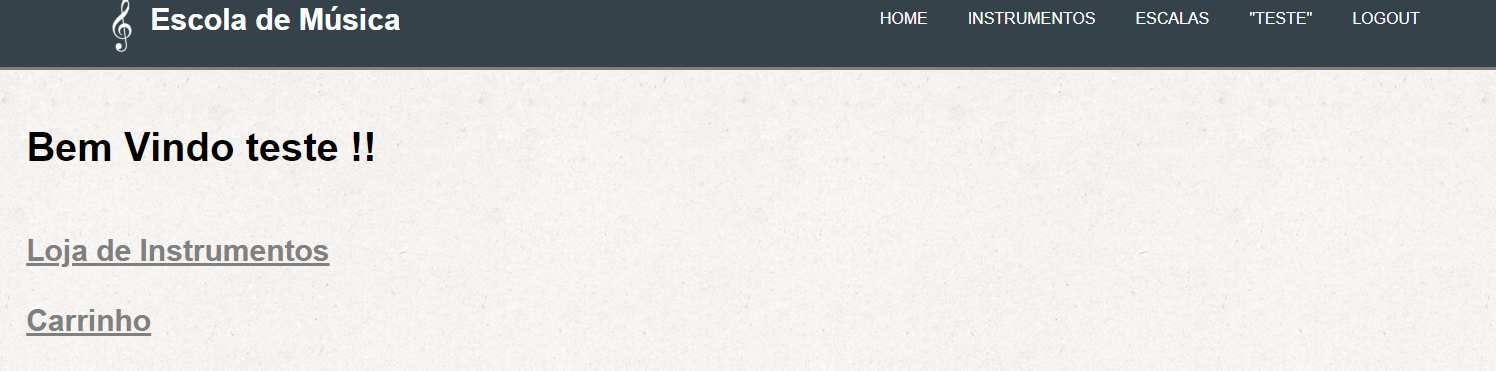 Escola de Música
HOME INSTRUMENTOS ESCALAS "TESTE" LOGOUT
Bem Vindo teste !!
Loja de Instrumentos
Carrinho